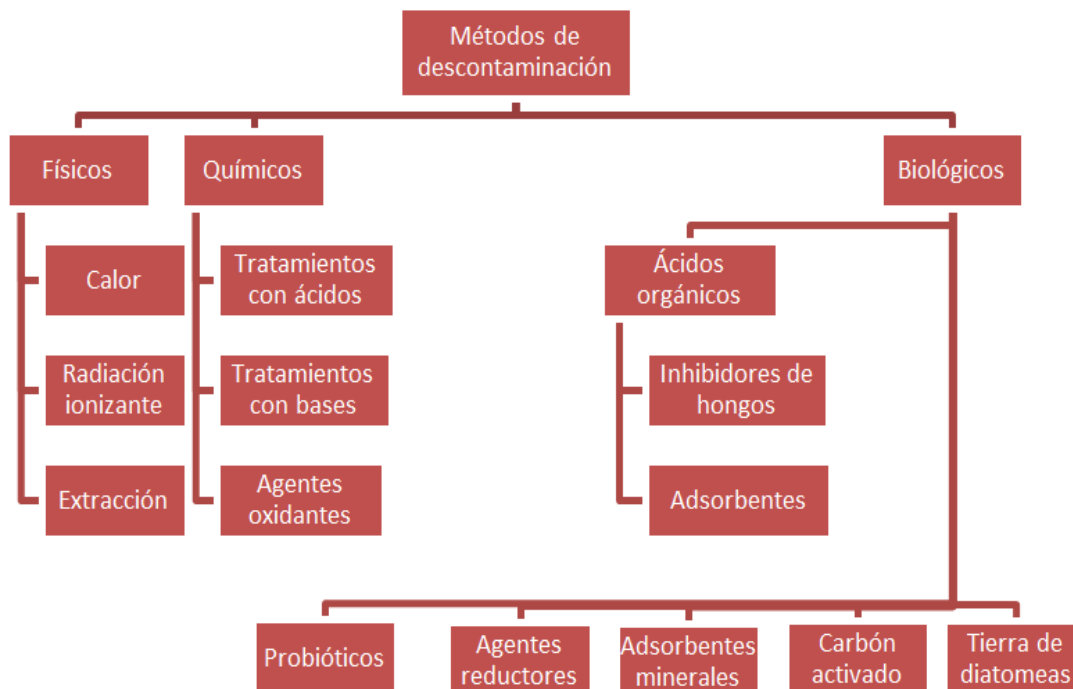 Métodos de
descontaminación
Físicos
Químicos
Biológicos
Calor
Radiación
ionizante
Extracción
Tratamientos
con ácidos
Tratamientos
con bases
Agentes
oxidantes
Ácidos
orgánicos
Inhibidores de
hongos
Adsorbentes
Probióticos
Agentes
reductores
Adsorbentes
minerales
Carbón
activado
Tierra de
diatomeas